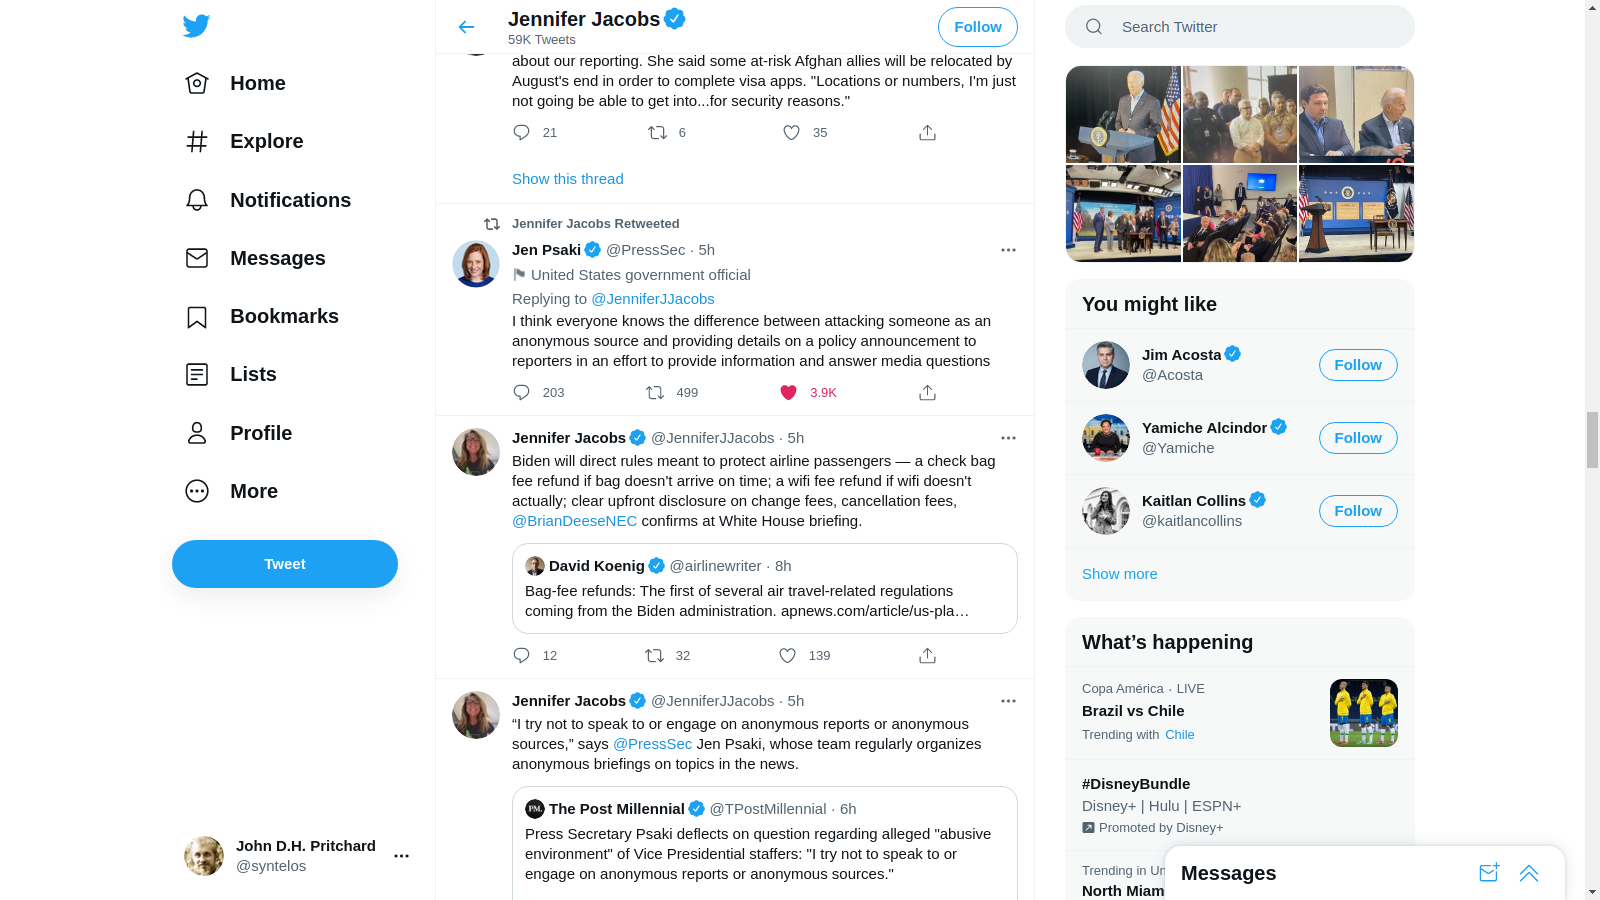 Home
Explore
Notifications
Messages
Bookmarks
Lists
Profile
More
Tweet
John D.H. Pritchard
@syntelos
Jennifer Jacobs
59K Tweets
Follow
about our reporting. She said some at-risk Afghan allies will be relocated by
August's end in order to complete visa apps. "Locations or numbers, I'm just
not going be able to get into...for security reasons."
21 6 35
Show this thread
Jennifer Jacobs Retweeted
Jen Psaki @PressSec · 5h
United States government official
Replying to @JenniferJJacobs
I think everyone knows the difference between attacking someone as an
anonymous source and providing details on a policy announcement to
reporters in an effort to provide information and answer media questions
203 499 3.9K
Jennifer Jacobs @JenniferJJacobs · 5h
Biden will direct rules meant to protect airline passengers — a check bag
fee refund if bag doesn't arrive on time; a wifi fee refund if wifi doesn't
actually; clear upfront disclosure on change fees, cancellation fees,
@BrianDeeseNEC confirms at White House briefing.
David Koenig @airlinewriter · 8h
Bag-fee refunds: The first of several air travel-related regulations
coming from the Biden administration. apnews.com/article/us-pla…
12 32 139
Jennifer Jacobs @JenniferJJacobs · 5h
“I try not to speak to or engage on anonymous reports or anonymous
sources,” says @PressSec Jen Psaki, whose team regularly organizes
anonymous briefings on topics in the news.
PM.
The Post Millennial @TPostMillennial · 6h
Press Secretary Psaki deflects on question regarding alleged "abusive
environment" of Vice Presidential staffers: "I try not to speak to or
engage on anonymous reports or anonymous sources."
Search Twitter
You might like
Jim Acosta
@Acosta
Follow
Yamiche Alcindor
@Yamiche
Follow
Kaitlan Collins
@kaitlancollins
Follow
Show more
What’s happening
Copa América · LIVE
Brazil vs Chile
Trending with Chile
#DisneyBundle
Disney+ | Hulu | ESPN+
Promoted by Disney+
Trending in Un
North Miam
Messages